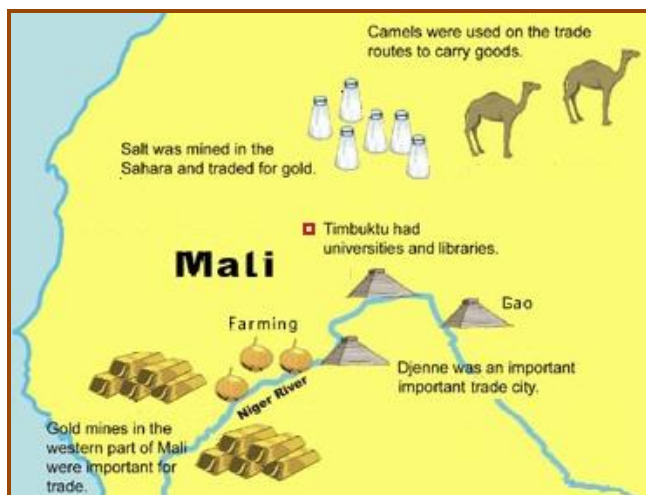 Camels were used on the trade
routes to carry goods.
Salt was mined in the
Sahara and traded for gold.
Timbuktu had
universities and libraries.
Mali
Gao
Farming
Djenne was an important
important trade city.
Niger River
Gold mines in the
western part of Mali
were important for
trade.